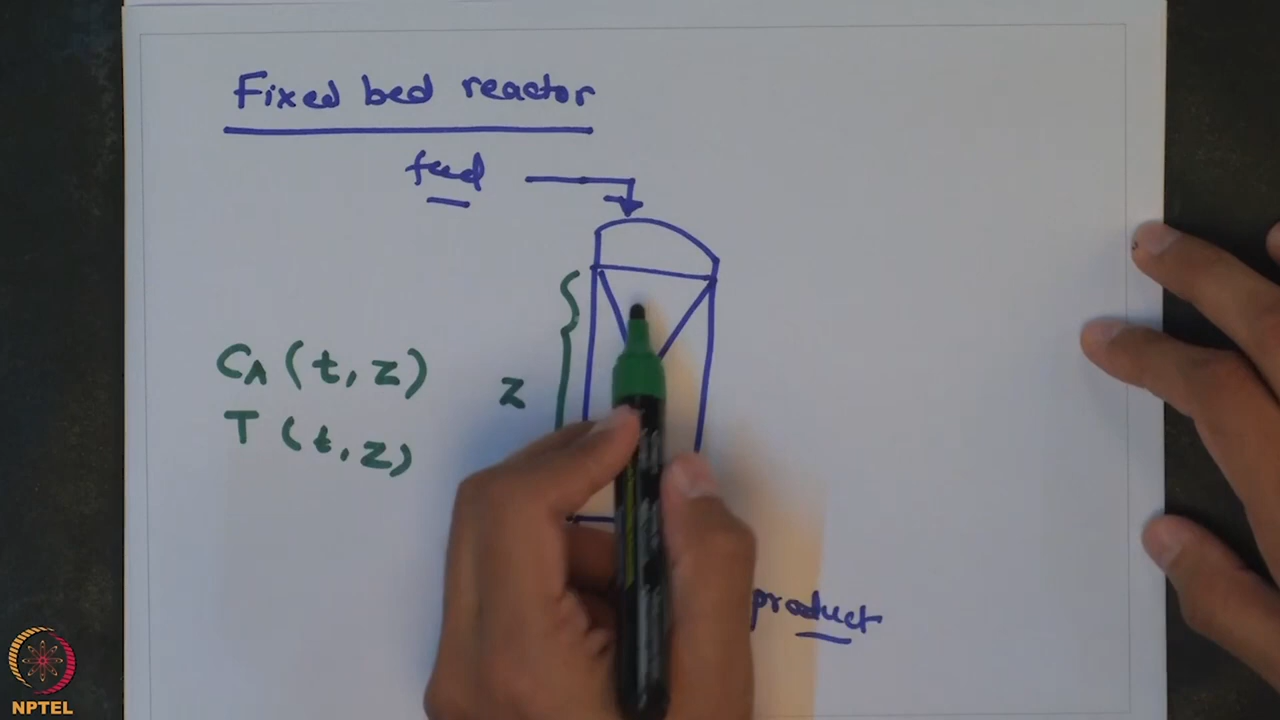 Fixed bed reactor
feed
CA (t, z)
T (t, z)
z
product
NPTEL